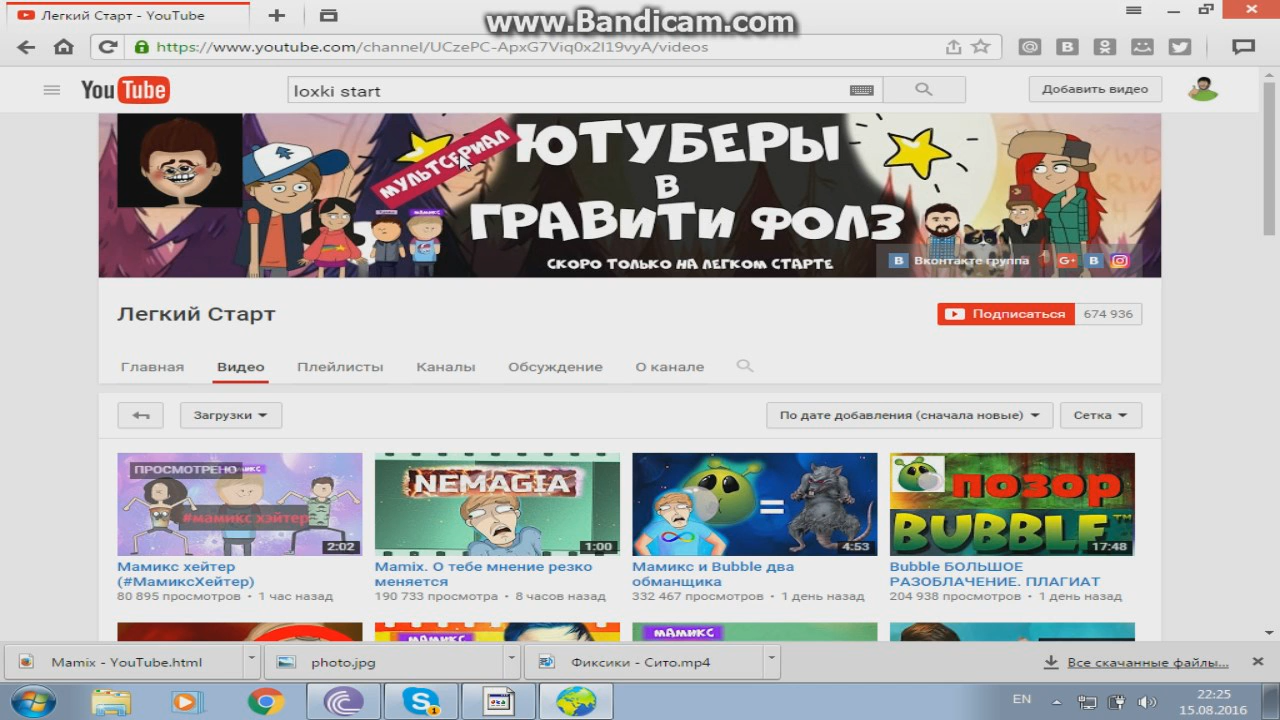 www.Bandicam.com
Легкий Старт - YouTube
https://www.youtube.com/channel/UCzePC-ApxG7Viq0x2I19vyA/videos
YouTube
loxki start
Добавить видео
МУЛЬТСЕРИАЛ
ЮТУБЕРЫ
В
ГРАВИТИ ФОЛЗ
СКОРО ТОЛЬКО НА ЛЕГКОМ СТАРТЕ
МАМИКС
Вконтакте группа
Легкий Старт
Подписаться 674 936
Главная Видео Плейлисты Каналы Обсуждение О канале
Загрузки По дате добавления (сначала новые) Сетка
ПРОСМОТРЕНО
#мамикс хэйтер
2:02
NEMAGIA
1:00
=
4:53
ПОЗОР
BUBBLE™
17:48
Мамикс хейтер (#МамиксХейтер)
80 895 просмотров • 1 час назад
Mamix. О тебе мнение резко меняется
190 733 просмотра • 8 часов назад
Мамикс и Bubble два обманщика
332 467 просмотров • 1 день назад
Bubble БОЛЬШОЕ РАЗОБЛАЧЕНИЕ. ПЛАГИАТ
204 938 просмотров • 1 день назад
МАМИКС
МАМИКС
Mamix - YouTube.html
photo.jpg
Фиксики - Сито.mp4
Все скачанные файлы...
EN
22:25
15.08.2016